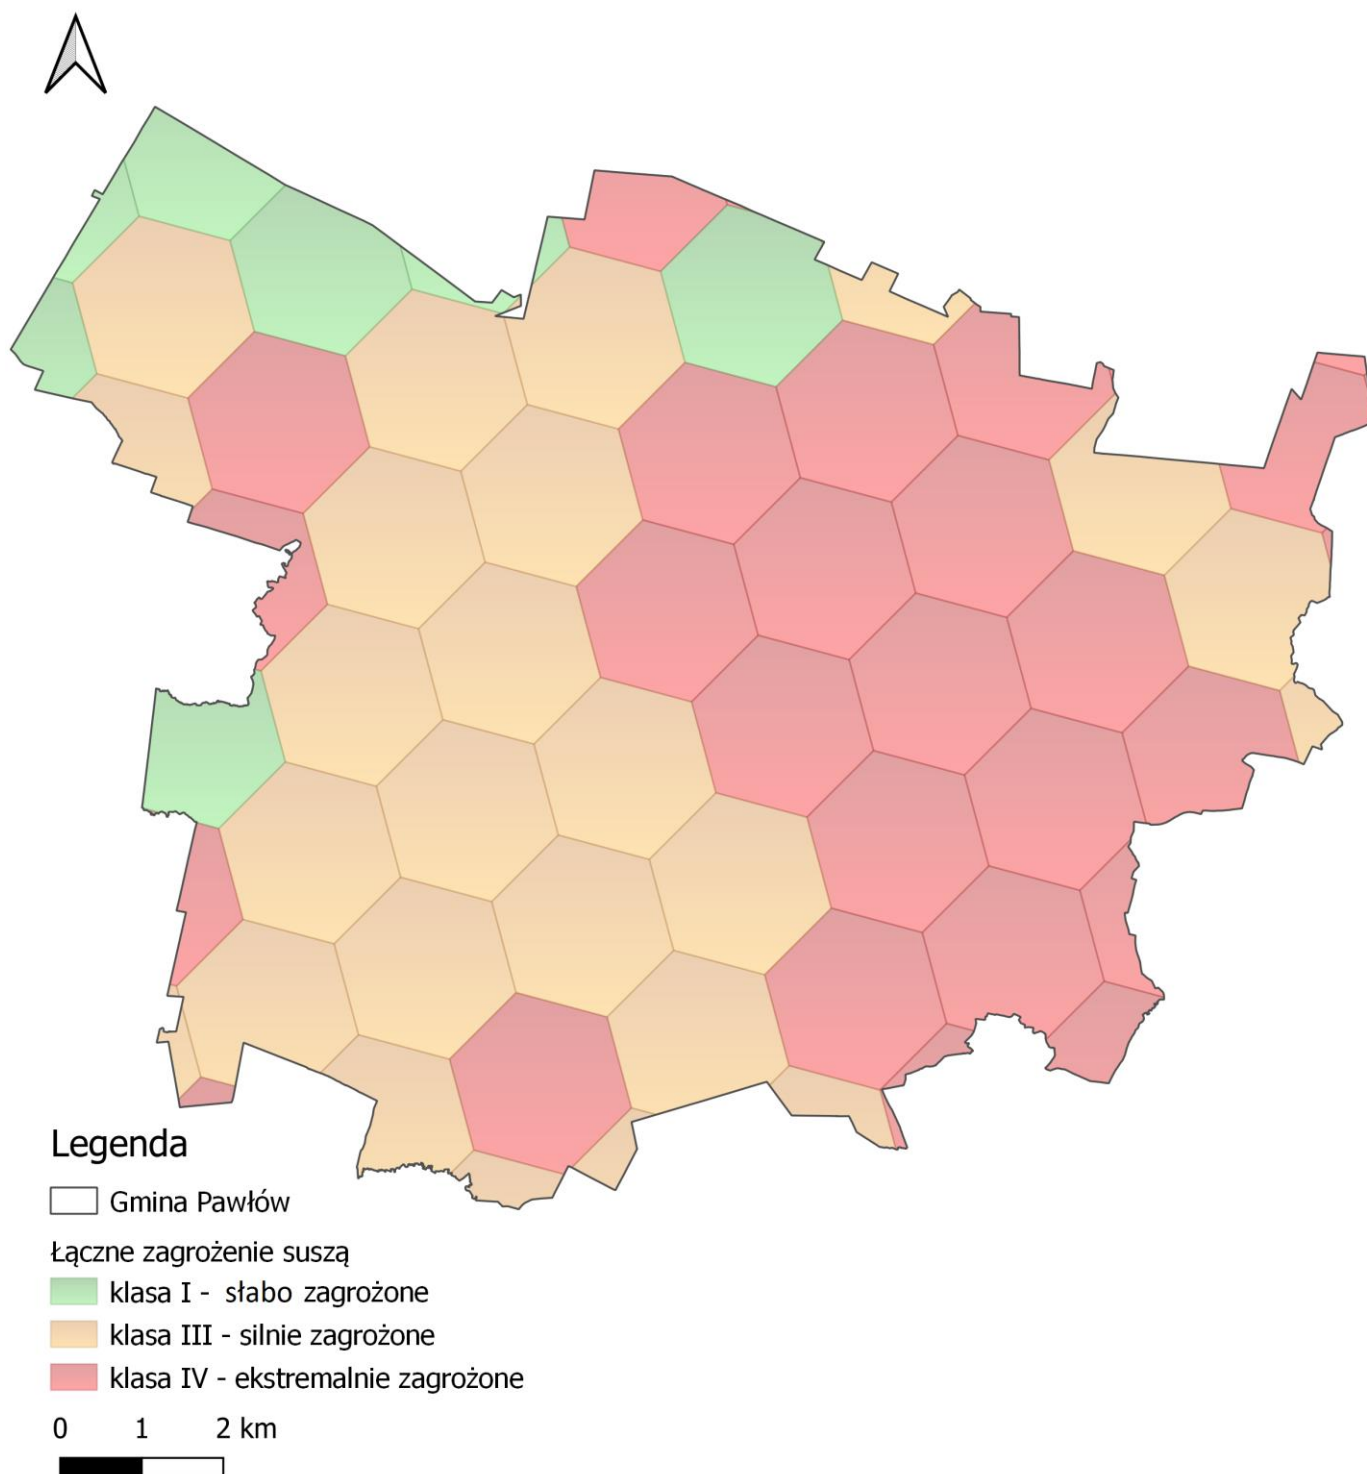 Legenda
Gmina Pawłów
Łączne zagrożenie suszą
klasa I - słabo zagrożone
klasa III - silnie zagrożone
klasa IV - ekstremalnie zagrożone
0 1 2 km